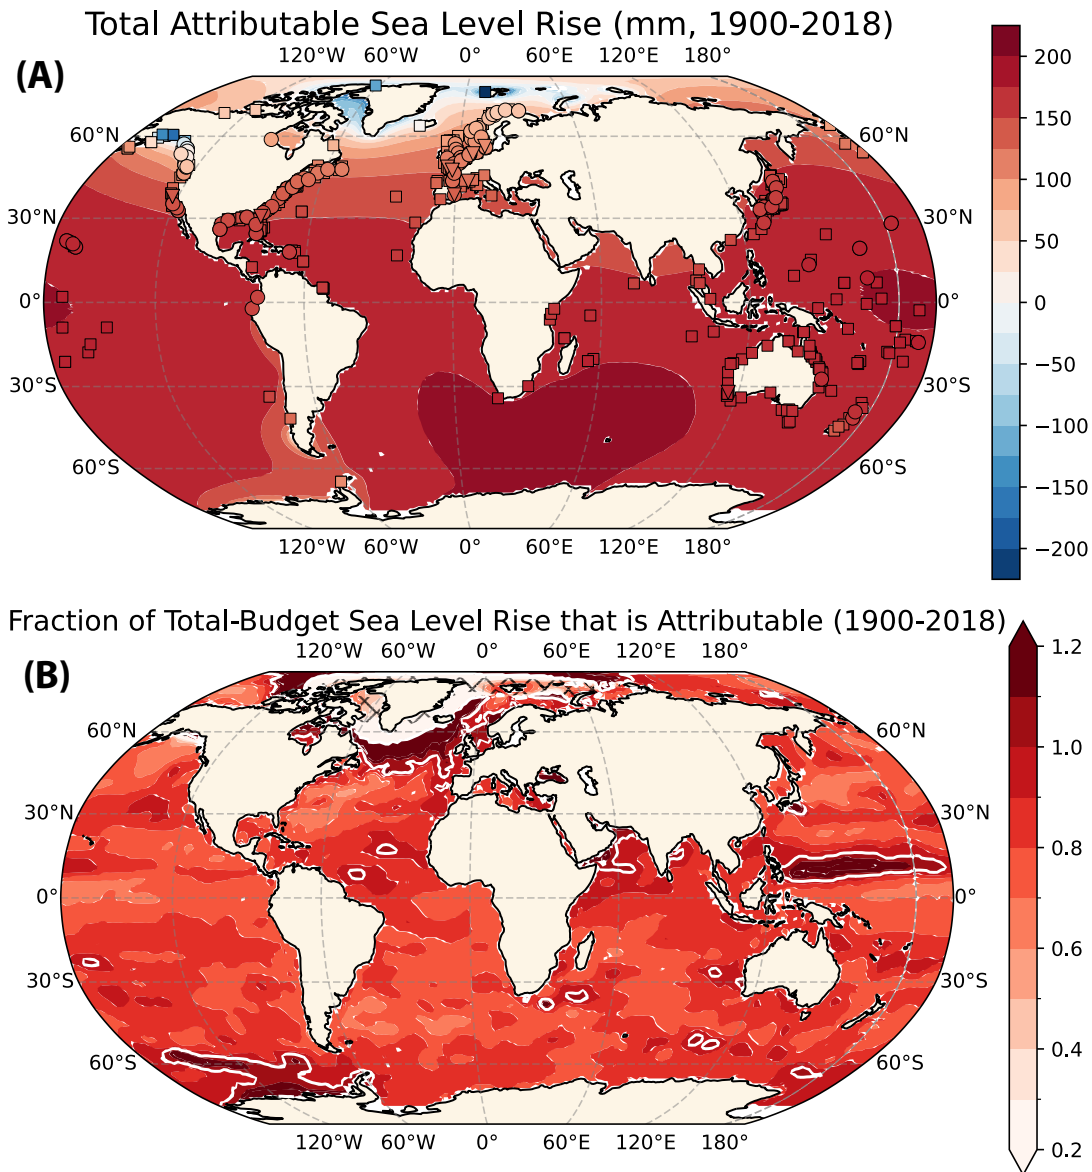 Total Attributable Sea Level Rise (mm, 1900-2018)
(A)
120°W 60°W 0° 60°E 120°E 180°
60°N 60°N
30°N 30°N
0° 0°
30°S 30°S
60°S 60°S
120°W 60°W 0° 60°E 120°E 180°
200
150
100
50
0
−50
−100
−150
−200
Fraction of Total-Budget Sea Level Rise that is Attributable (1900-2018)
(B)
120°W 60°W 0° 60°E 120°E 180°
60°N 60°N
30°N 30°N
0° 0°
30°S 30°S
60°S 60°S
120°W 60°W 0° 60°E 120°E 180°
1.2
1.0
0.8
0.6
0.4
0.2